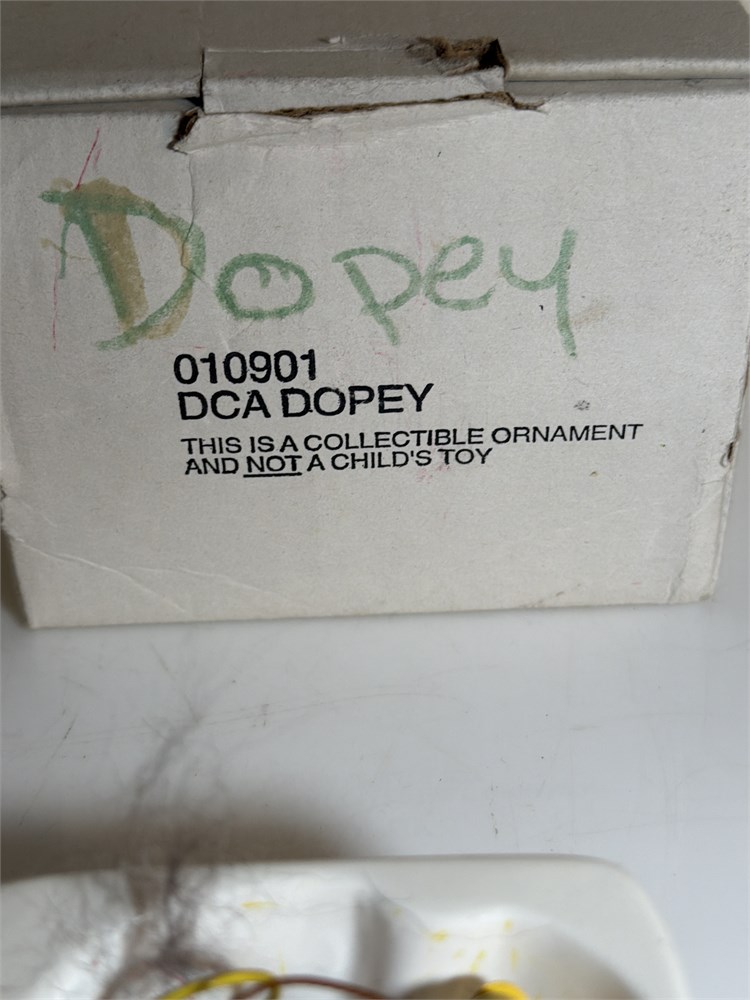 Dopey
010901
DCA DOPEY
THIS IS A COLLECTIBLE ORNAMENT
AND NOT A CHILD'S TOY